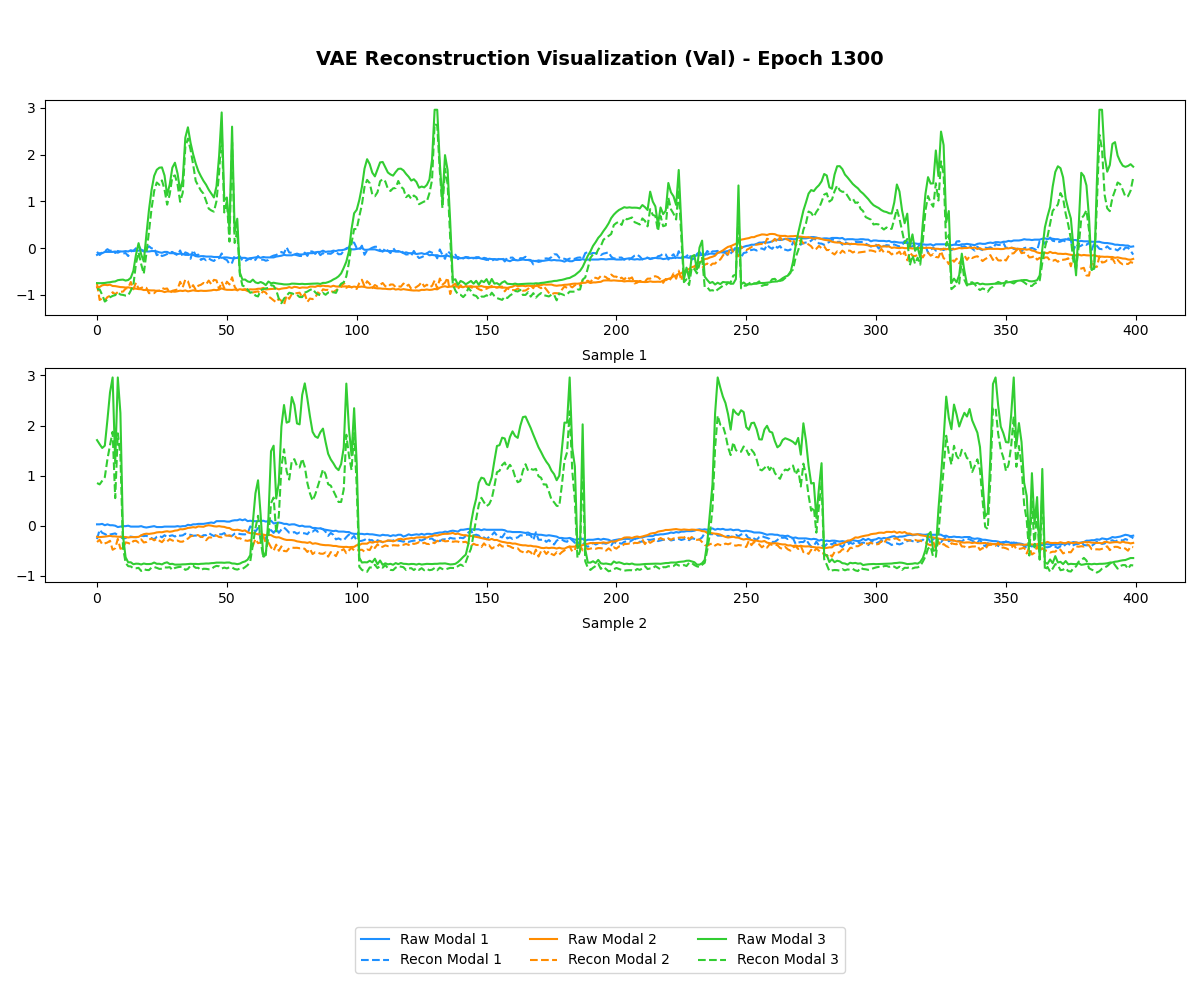 VAE Reconstruction Visualization (Val) - Epoch 1300
3
2
1
0
−1
0 50 100 150 200 250 300 350 400
Sample 1
3
2
1
0
−1
0 50 100 150 200 250 300 350 400
Sample 2
Raw Modal 1 Raw Modal 2 Raw Modal 3
Recon Modal 1 Recon Modal 2 Recon Modal 3